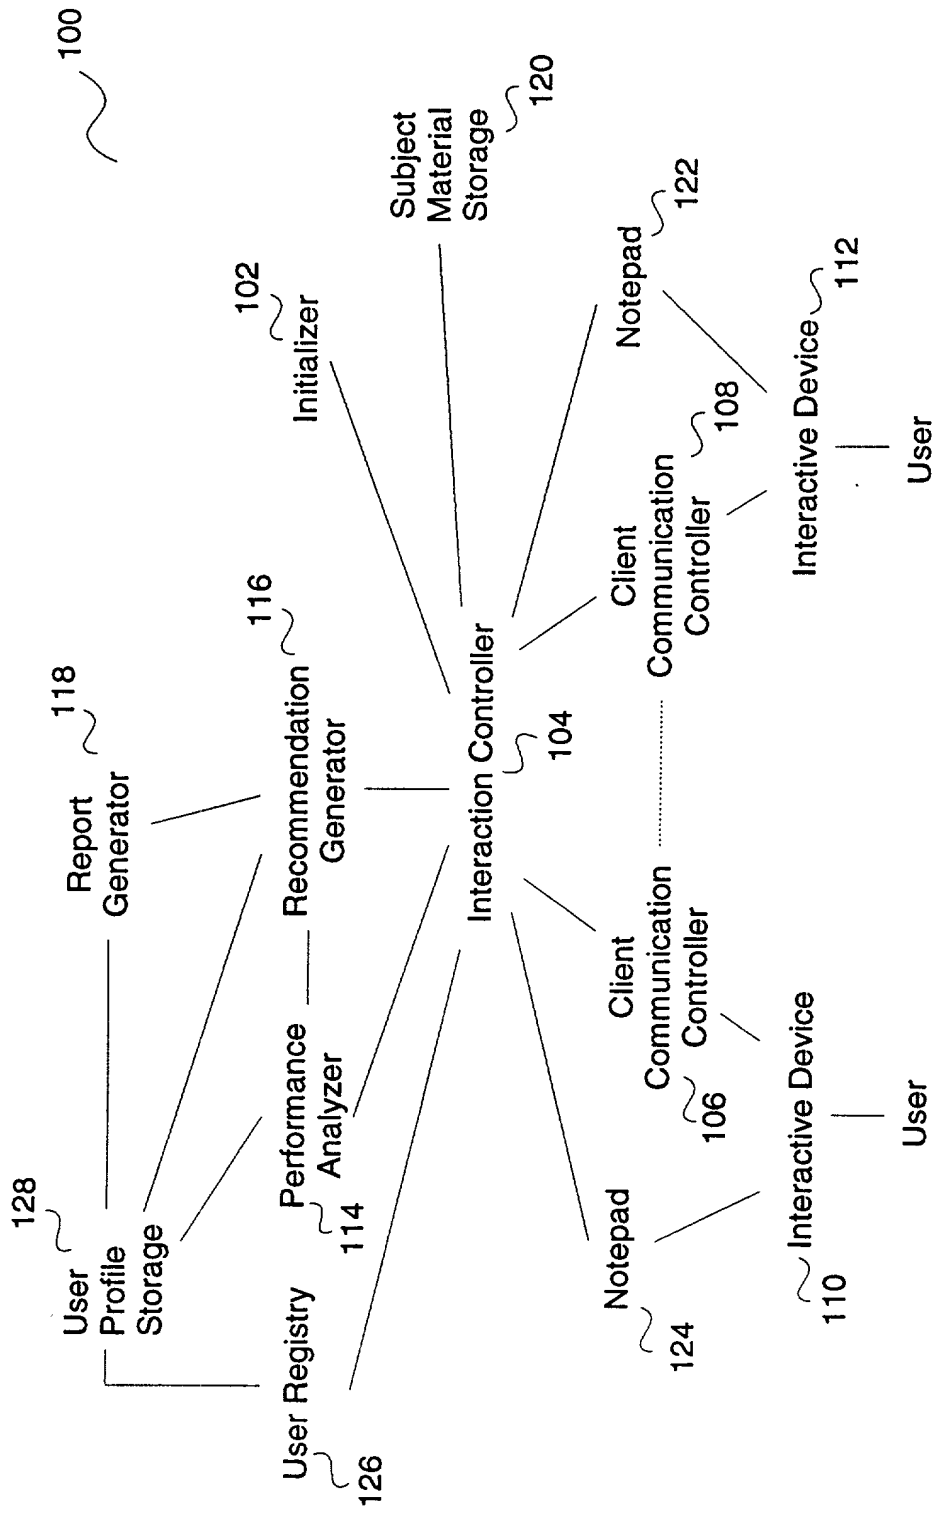 100
118
Report
Generator
128
User
Profile
Storage
116
Recommendation
Generator
102
Initializer
Subject
Material
Storage
120
Performance
Analyzer
114
User Registry
126
Interaction Controller
104
Notepad
124
Client
Communication
Controller
106
Client
Communication
Controller
108
Notepad
122
110
Interactive Device
Interactive Device
112
User
User